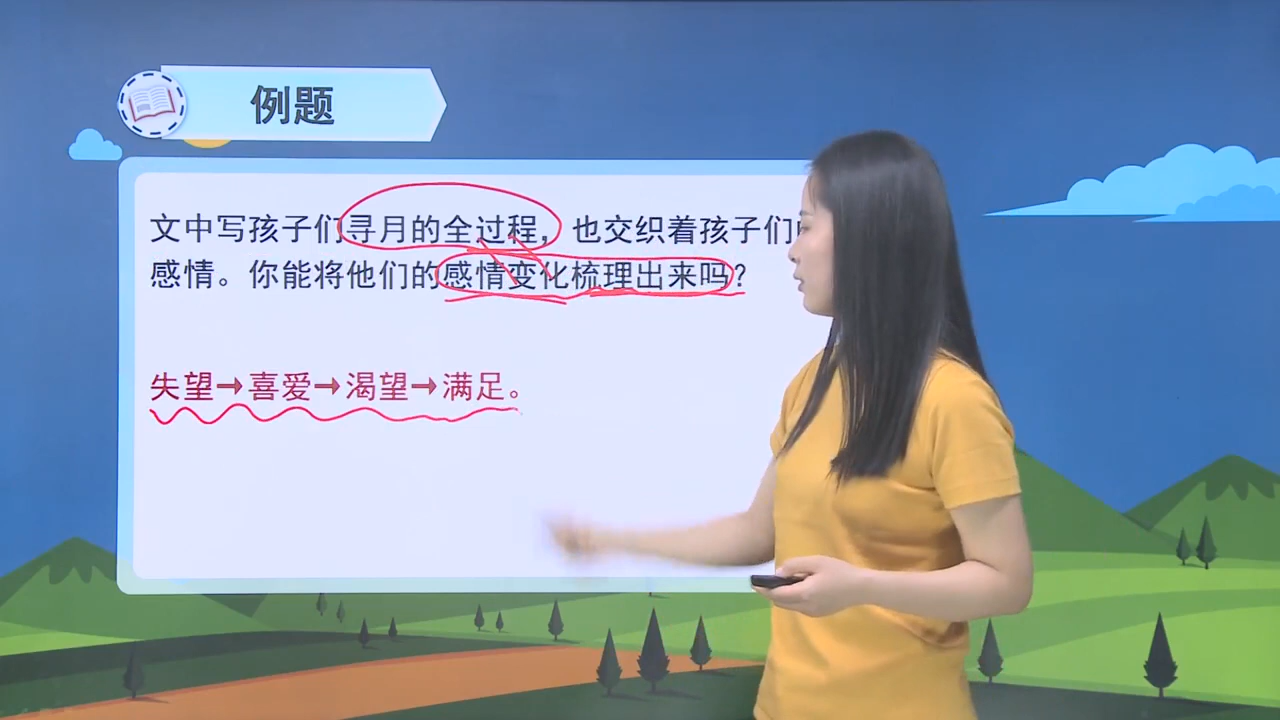 例题
文中写孩子们寻月的全过程，也交织着孩子们
感情。你能将他们的感情变化梳理出来吗？
失望→喜爱→渴望→满足。